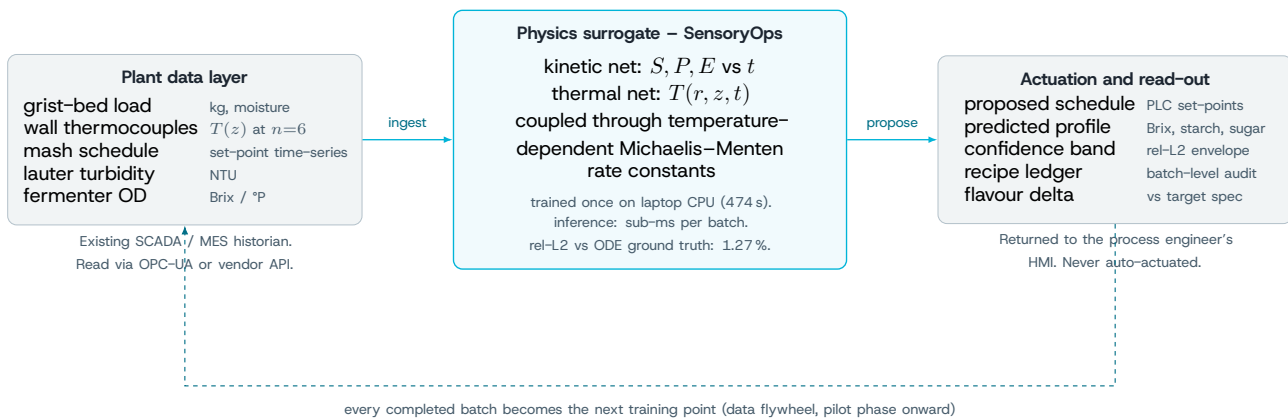 Plant data layer
grist-bed load kg, moisture
wall thermocouples T(z) at n=6
mash schedule set-point time-series
lauter turbidity NTU
fermenter OD Brix / °P
Existing SCADA / MES historian.
Read via OPC-UA or vendor API.
ingest
Physics surrogate – SensoryOps
kinetic net: S, P, E vs t
thermal net: T(r, z, t)
coupled through temperature-
dependent Michaelis–Menten
rate constants
trained once on laptop CPU (474 s).
inference: sub-ms per batch.
rel-L2 vs ODE ground truth: 1.27 %.
propose
Actuation and read-out
proposed schedule PLC set-points
predicted profile Brix, starch, sugar
confidence band rel-L2 envelope
recipe ledger batch-level audit
flavour delta vs target spec
Returned to the process engineer's
HMI. Never auto-actuated.
every completed batch becomes the next training point (data flywheel, pilot phase onward)